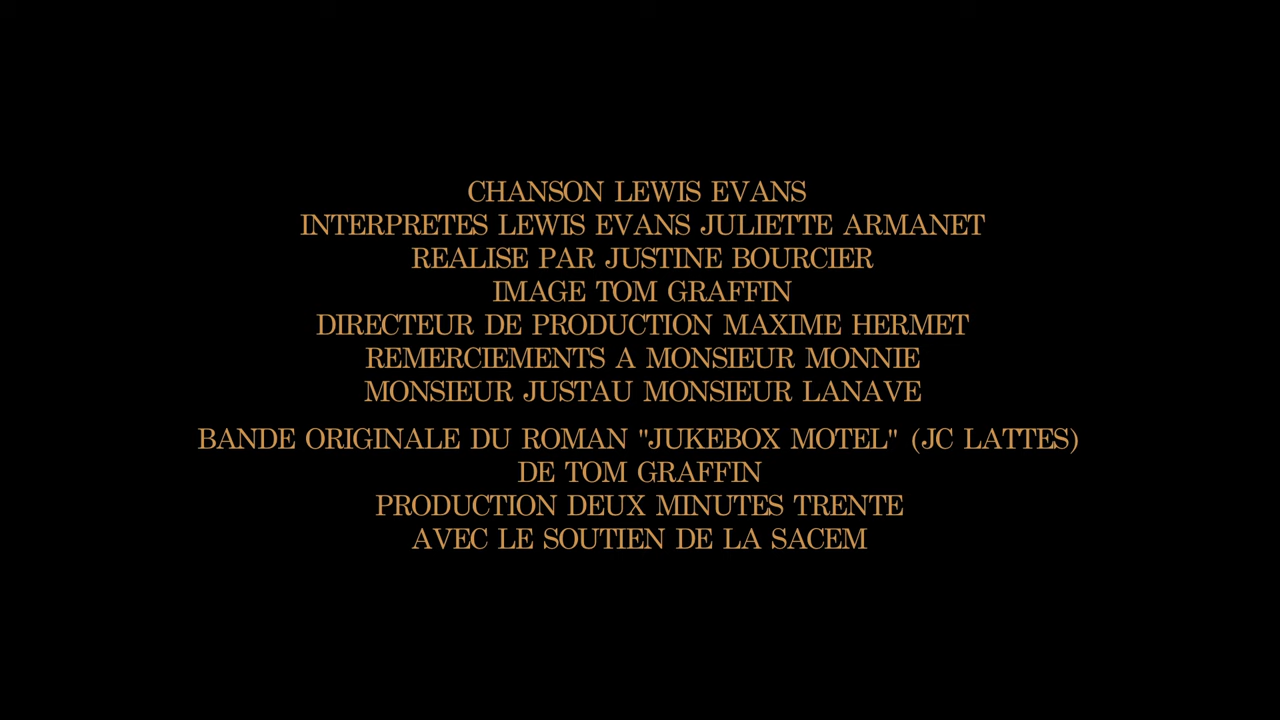 CHANSON LEWIS EVANS
INTERPRETES LEWIS EVANS JULIETTE ARMANET
REALISE PAR JUSTINE BOURCIER
IMAGE TOM GRAFFIN
DIRECTEUR DE PRODUCTION MAXIME HERMET
REMERCIEMENTS A MONSIEUR MONNIE
MONSIEUR JUSTAU MONSIEUR LANAVE
BANDE ORIGINALE DU ROMAN "JUKEBOX MOTEL" (JC LATTES)
DE TOM GRAFFIN
PRODUCTION DEUX MINUTES TRENTE
AVEC LE SOUTIEN DE LA SACEM